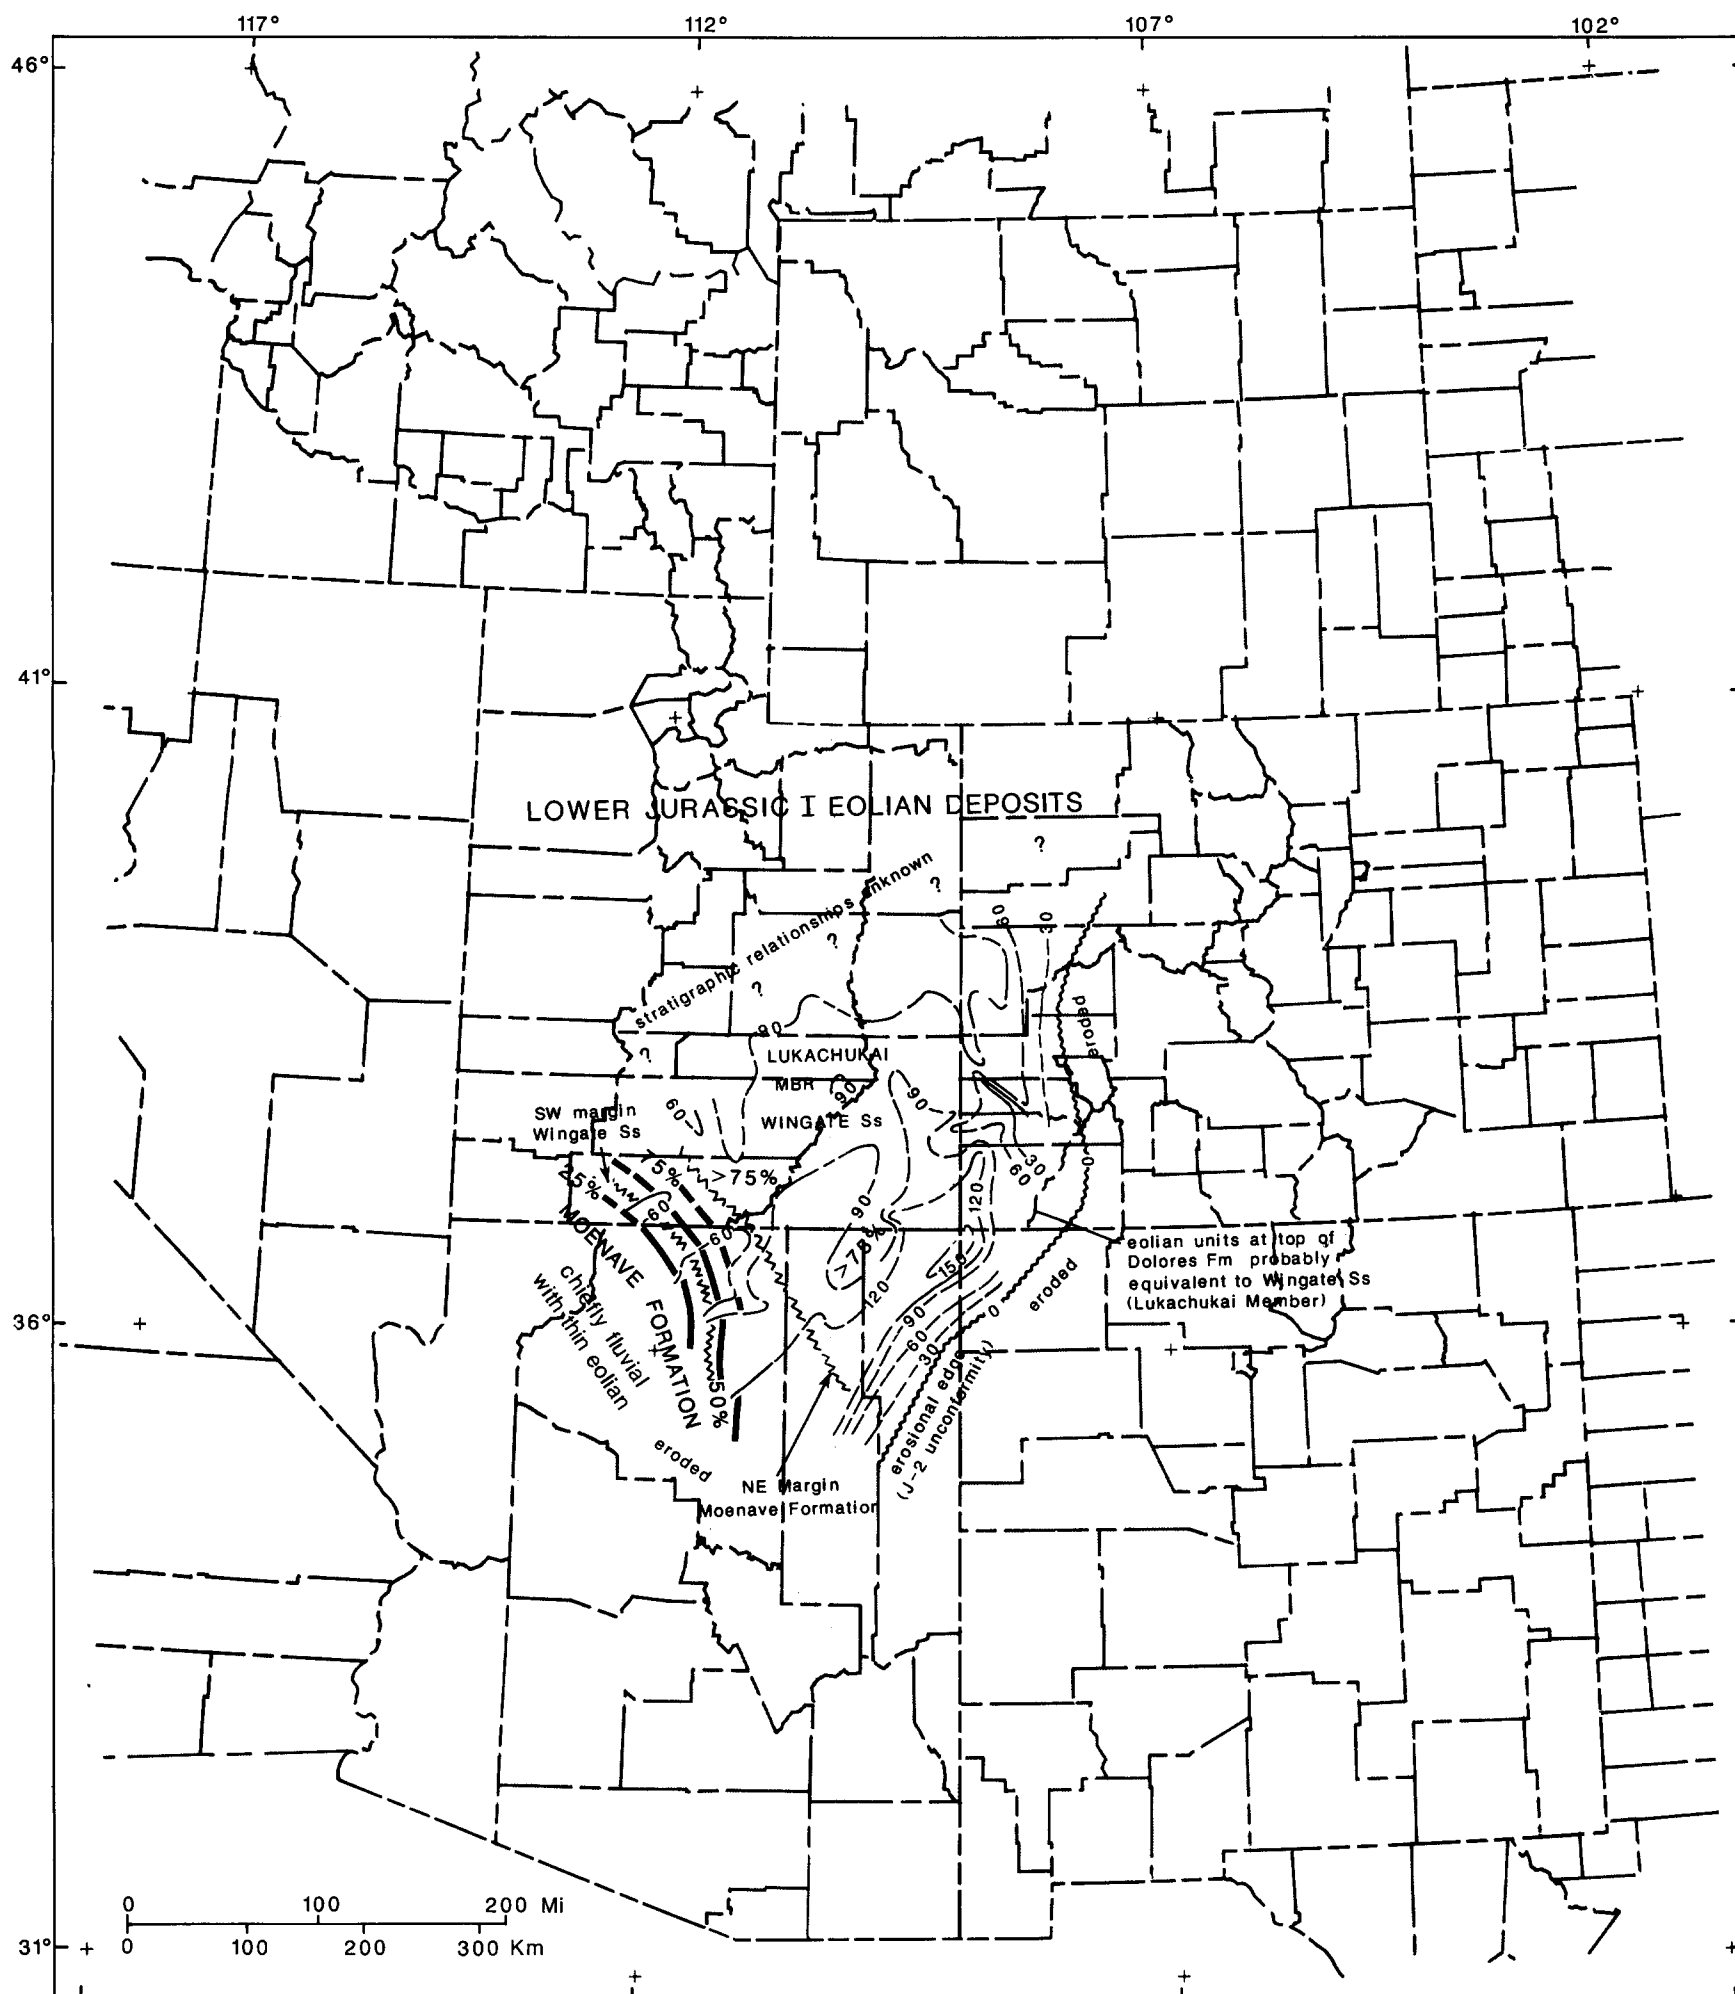 117°
112°
107°
102°
46°
41°
36°
31°
LOWER JURASSIC I EOLIAN DEPOSITS
?
stratigraphic relationships unknown
?
?
?
?
60
30
eroded
90
LUKACHUKAI
MBR
WINGATE Ss
90
90
60
SW margin
Wingate Ss
75%
25%
>75%
60
60
30
60
0
120
90
>75%
150
120
MOENAVE FORMATION
chiefly fluvial
with thin eolian
eolian units at top of
Dolores Fm probably
equivalent to Wingate Ss
(Lukachukai Member)
eroded
0
90
60
30
erosional edge
(J-2 unconformity)
50%
eroded
NE Margin
Moenave Formation
0 100 200 Mi
0 100 200 300 Km